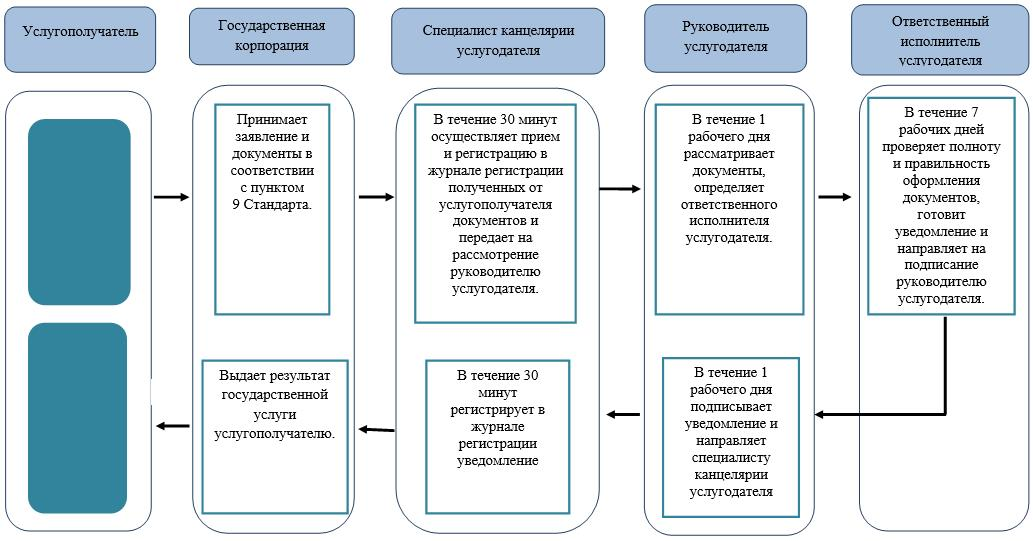 Услугополучатель
Государственная
корпорация
Специалист канцелярии
услугодателя
Руководитель
услугодателя
Ответственный
исполнитель
услугодателя
Принимает
заявление и
документы в
соответствии
с пунктом
9 Стандарта.
В течение 30 минут
осуществляет прием
и регистрацию в
журнале регистрации
полученных от
услугополучателя
документов и
передает на
рассмотрение
руководителю
услугодателя.
В течение 1
рабочего дня
рассматривает
документы,
определяет
ответственного
исполнителя
услугодателя.
В течение 7
рабочих дней
проверяет полноту
и правильность
оформления
документов,
готовит
уведомление и
направляет на
подписание
руководителю
услугодателя.
Выдает результат
государственной
услуги
услугополучателю.
В течение 30
минут
регистрирует в
журнале
регистрации
уведомление
В течение 1
рабочего дня
подписывает
уведомление и
направляет
специалисту
канцелярии
услугодателя